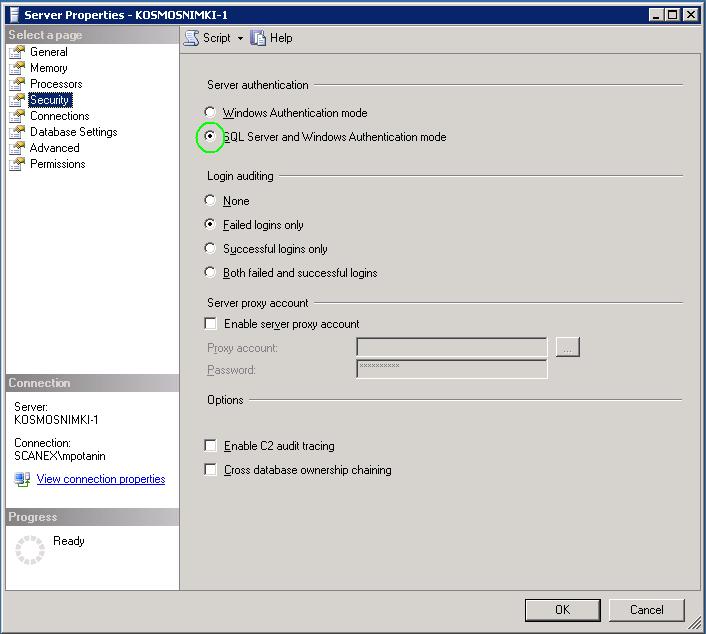 Server Properties - KOSMOSNIMKI-1
Select a page
General
Memory
Processors
Security
Connections
Database Settings
Advanced
Permissions
Script
Help
Server authentication
Windows Authentication mode
SQL Server and Windows Authentication mode
Login auditing
None
Failed logins only
Successful logins only
Both failed and successful logins
Server proxy account
Enable server proxy account
Proxy account:
...
Password:
**********
Options
Enable C2 audit tracing
Cross database ownership chaining
Connection
Server:
KOSMOSNIMKI-1
Connection:
SCANEX\mpotanin
View connection properties
Progress
Ready
OK
Cancel